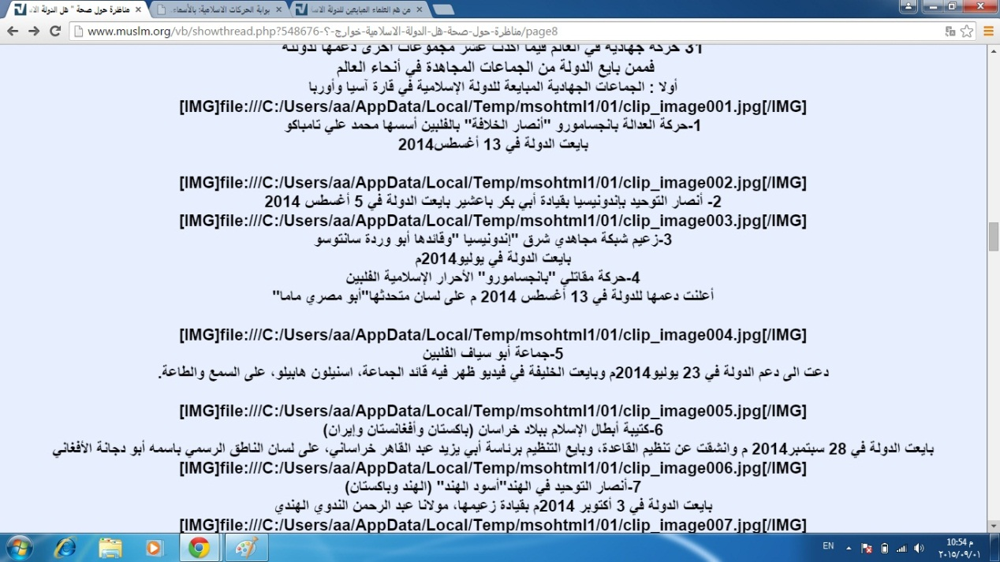 مناظرة حول صحة " هل الدولة الاس
بوابة الحركات الاسلامية: بالأسماء.
من هم العلماء المبايعين للدولة الاسا
www.muslm.org/vb/showthread.php?548676-مناظرة-حول-صحة-هل-الدولة-الاسلامية-خوارج-؟/page8
31 حركة جهادية في العالم فيما أكدت عشر مجموعات أخرى دعمها لدولته
فممن بايع الدولة من الجماعات المجاهدة في أنحاء العالم
أولا : الجماعات الجهادية المبايعة للدولة الإسلامية في قارة آسيا وأوربا
[IMG]file:///C:/Users/aa/AppData/Local/Temp/msohtml1/01/clip_image001.jpg[/IMG]
1-حركة العدالة بانجسامورو "أنصار الخلافة" بالفلبين أسسها محمد علي تامباكو
بايعت الدولة في 13 أغسطس2014
[IMG]file:///C:/Users/aa/AppData/Local/Temp/msohtml1/01/clip_image002.jpg[/IMG]
2- أنصار التوحيد بإندونيسيا بقيادة أبي بكر باعشير بايعت الدولة في 5 أغسطس 2014
[IMG]file:///C:/Users/aa/AppData/Local/Temp/msohtml1/01/clip_image003.jpg[/IMG]
3-زعيم شبكة مجاهدي شرق "إندونيسيا "وقائدها أبو وردة سانتوسو
بايعت الدولة في يوليو2014م
4-حركة مقاتلي "بانجسامورو" الأحرار الإسلامية الفلبين
أعلنت دعمها للدولة في 13 أغسطس 2014 م على لسان متحدثها"أبو مصري ماما"
[IMG]file:///C:/Users/aa/AppData/Local/Temp/msohtml1/01/clip_image004.jpg[/IMG]
5-جماعة أبو سياف الفلبين
دعت الى دعم الدولة في 23 يوليو2014م وبايعت الخليفة في فيديو ظهر فيه قائد الجماعة، اسنيلون هابيلو، على السمع والطاعة.
[IMG]file:///C:/Users/aa/AppData/Local/Temp/msohtml1/01/clip_image005.jpg[/IMG]
6-كتيبة أبطال الإسلام ببلاد خراسان (باكستان وأفغانستان وإيران)
بايعت الدولة في 28 سبتمبر2014 م وانشقت عن تنظيم القاعدة، وبايع التنظيم برئاسة أبي يزيد عبد القاهر خراساني، على لسان الناطق الرسمي باسمه أبو دجانة الأفغاني
[IMG]file:///C:/Users/aa/AppData/Local/Temp/msohtml1/01/clip_image006.jpg[/IMG]
7-أنصار التوحيد في الهند"أسود الهند" (الهند وباكستان)
بايعت الدولة في 3 أكتوبر 2014م بقيادة زعيمها، مولانا عبد الرحمن الندوي الهندي
[IMG]file:///C:/Users/aa/AppData/Local/Temp/msohtml1/01/clip_image007.jpg[/IMG]
EN
10:54 م
٢٠١٥/٠٩/٠١